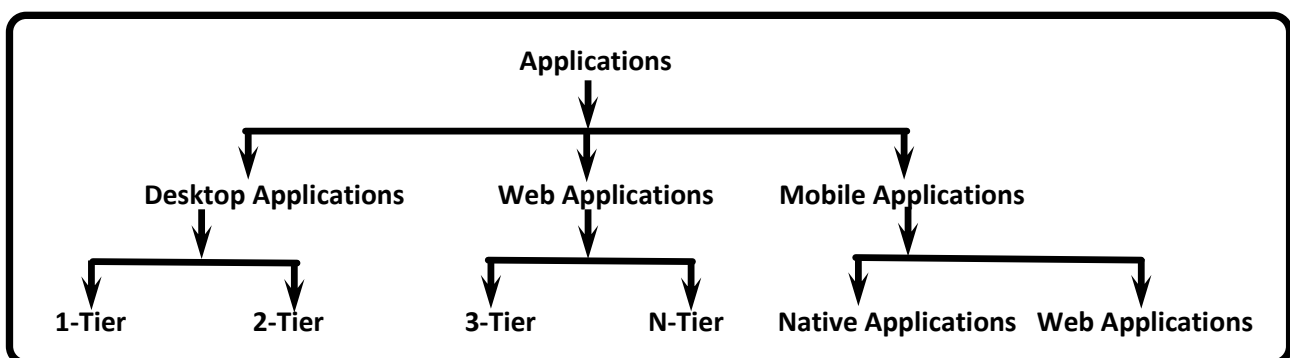 Applications
Desktop Applications Web Applications Mobile Applications
1-Tier 2-Tier 3-Tier N-Tier Native Applications Web Applications